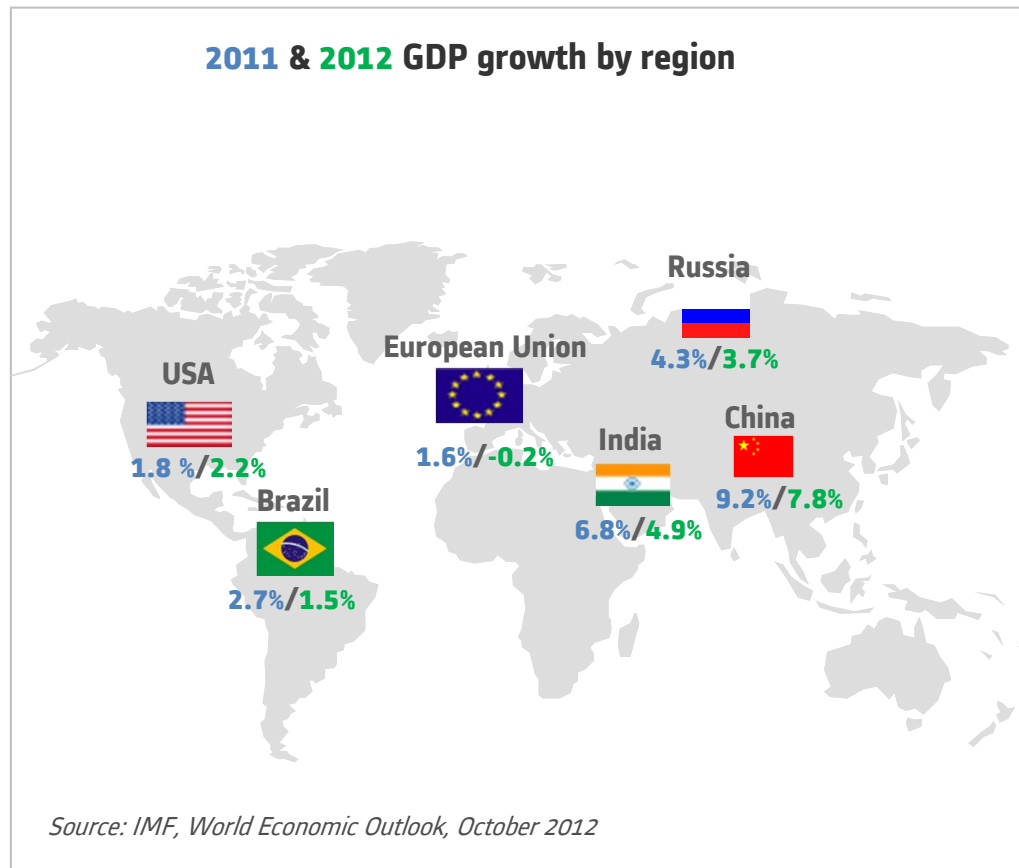 2011 & 2012 GDP growth by region
Russia
4.3%/3.7%
European Union
1.6%/-0.2%
USA
1.8 %/2.2%
China
9.2%/7.8%
India
6.8%/4.9%
Brazil
2.7%/1.5%
Source: IMF, World Economic Outlook, October 2012